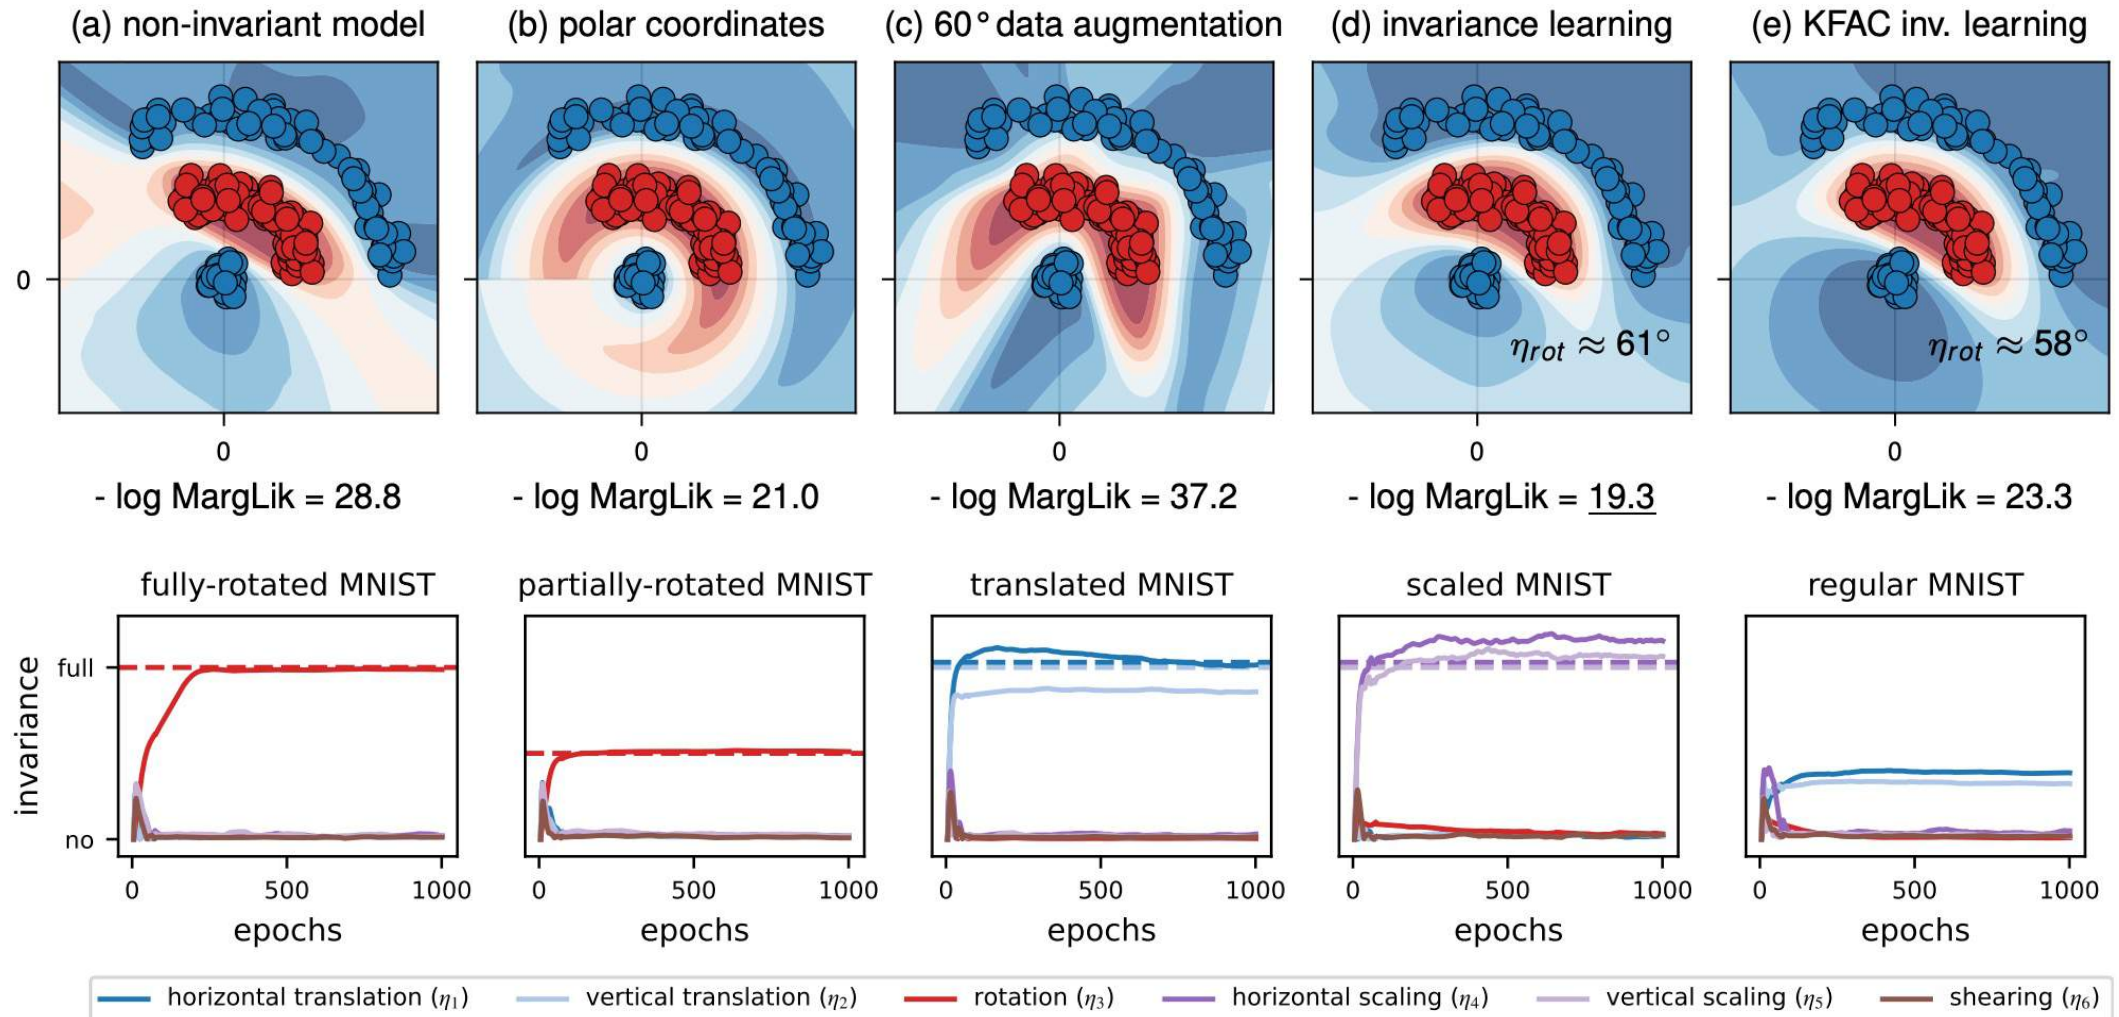 (a) non-invariant model (b) polar coordinates (c) 60° data augmentation (d) invariance learning (e) KFAC inv. learning
0
η_rot ≈ 61° η_rot ≈ 58°
0 0 0 0 0
- log MargLik = 28.8 - log MargLik = 21.0 - log MargLik = 37.2 - log MargLik = 19.3 - log MargLik = 23.3
fully-rotated MNIST partially-rotated MNIST translated MNIST scaled MNIST regular MNIST
invariance
full
no
0 500 1000 0 500 1000 0 500 1000 0 500 1000 0 500 1000
epochs epochs epochs epochs epochs
horizontal translation (η₁) vertical translation (η₂) rotation (η₃) horizontal scaling (η₄) vertical scaling (η₅) shearing (η₆)